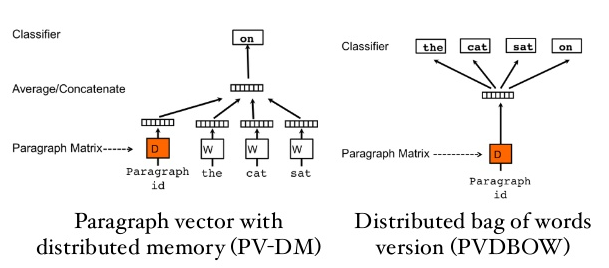 Classifier
on
Average/Concatenate
Paragraph Matrix
D
W
W
W
Paragraph
id
the
cat
sat
Paragraph vector with
distributed memory (PV-DM)
Classifier
the
cat
sat
on
Paragraph Matrix
D
Paragraph
id
Distributed bag of words
version (PVDBOW)